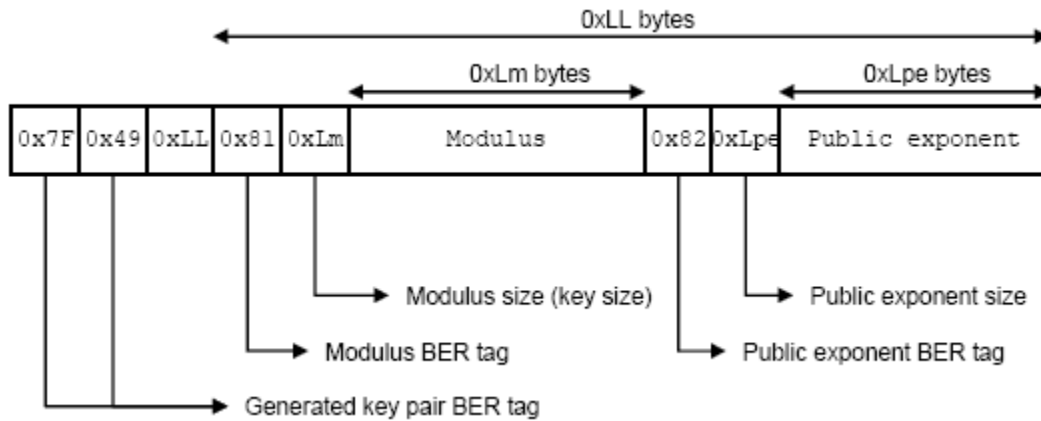 0xLL bytes
0xLm bytes 0xLpe bytes
0x7F 0x49 0xLL 0x81 0xLm Modulus 0x82 0xLpe Public exponent
Modulus size (key size) Public exponent size
Modulus BER tag Public exponent BER tag
Generated key pair BER tag